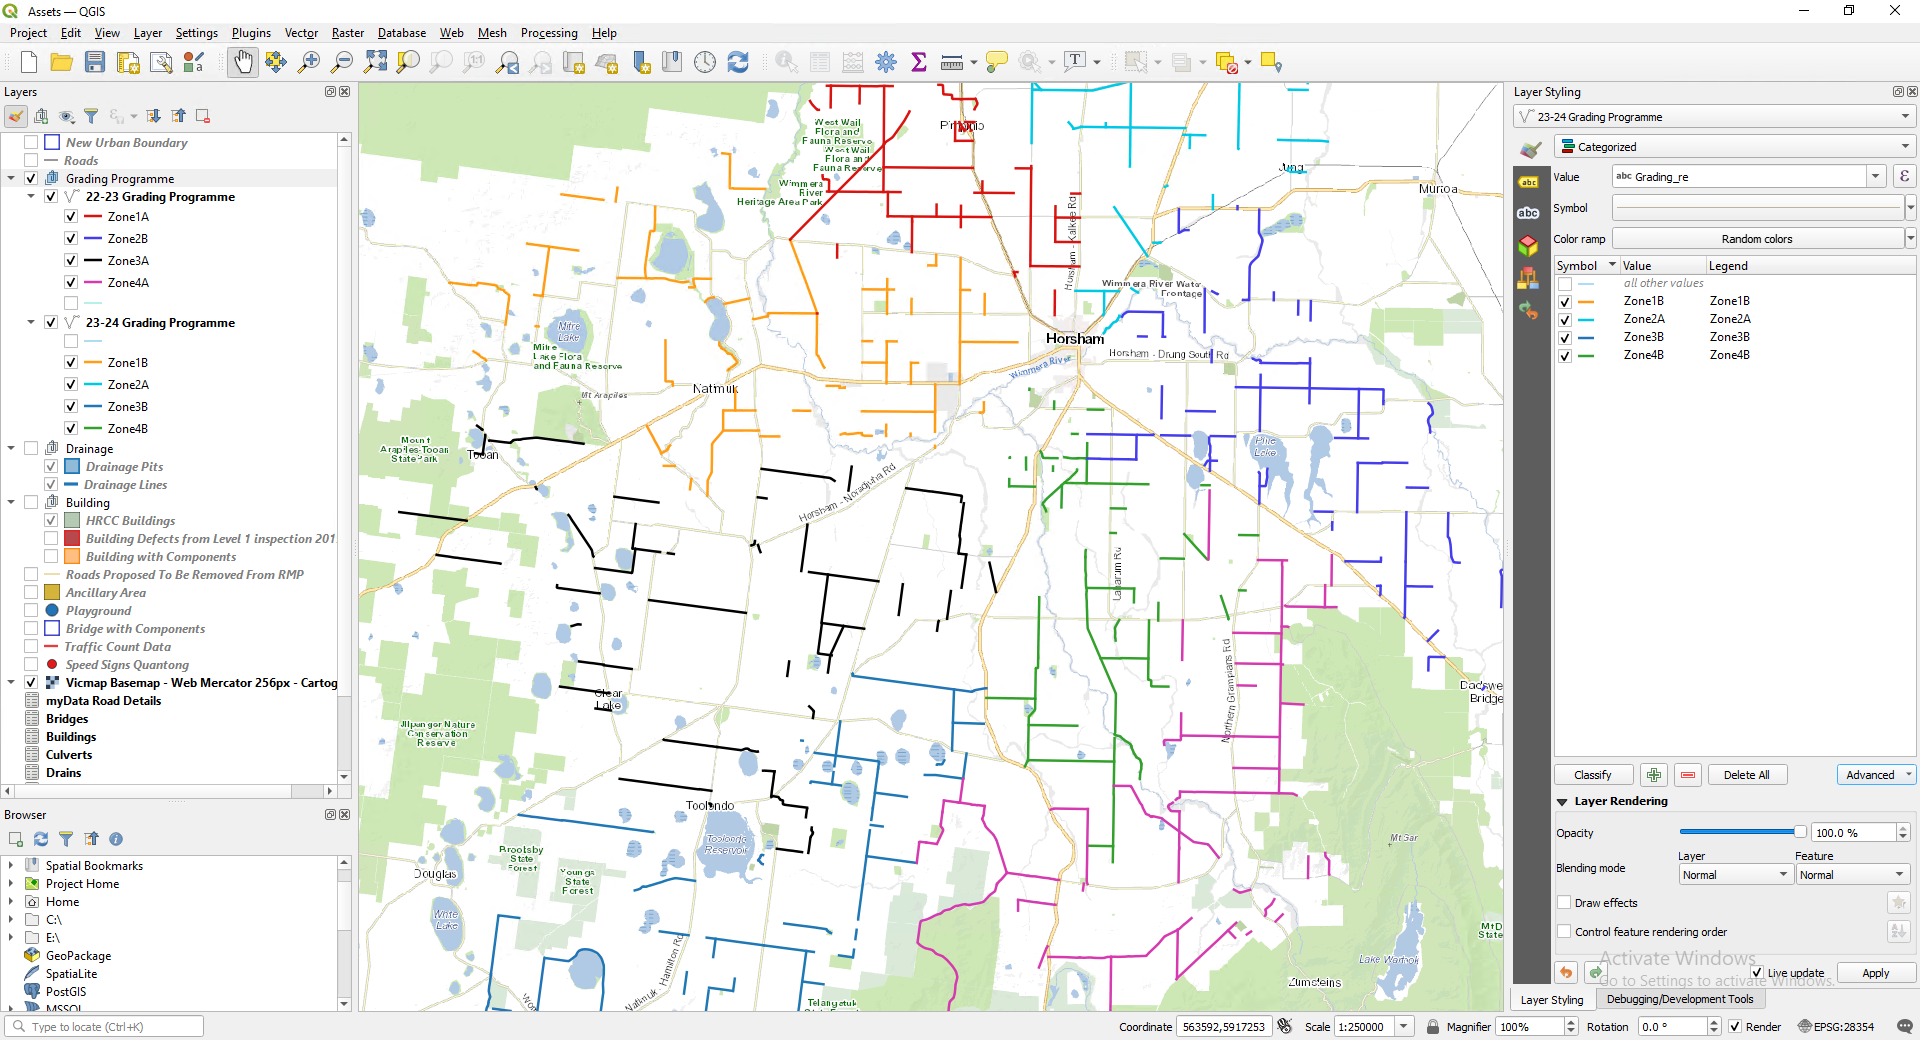 Assets — QGIS
Project Edit View Layer Settings Plugins Vector Raster Database Web Mesh Processing Help
Layers
New Urban Boundary
Roads
Grading Programme
22-23 Grading Programme
Zone1A
Zone2B
Zone3A
Zone4A
23-24 Grading Programme
Zone1B
Zone2A
Zone3B
Zone4B
Drainage
Drainage Pits
Drainage Lines
Building
HRCC Buildings
Building Defects from Level 1 inspection 201
Building with Components
Roads Proposed To Be Removed From RMP
Ancillary Area
Playground
Bridge with Components
Traffic Count Data
Speed Signs Quantong
Vicmap Basemap - Web Mercator 256px - Cartog
myData Road Details
Bridges
Buildings
Culverts
Drains
Browser
Spatial Bookmarks
Project Home
Home
C:\
E:\
GeoPackage
SpatiaLite
PostGIS
MSSQL
Type to locate (Ctrl+K)
West Wail
Flora and
Fauna Reserve
West Wail
Flora and
Fauna Reserve
Wimmera
River
Heritage Area Park
Jung
Murtoa
Horsham - Kalkee Rd
Wimmera River Water
Frontage
Horsham
Horsham - Drung South Rd
Wimmera River
Mitre
Lake
Mitre
Lake Flora
and Fauna Reserve
Natimuk
Mt Arapiles
Mount
Arapiles-Tooan
State Park
Tooan
Horsham - Noradjuha Rd
Pine
Lake
Laharum Rd
Northern Grampians Rd
Dadswe
Bridge
Clear
Lake
Jilpanger Nature
Conservation
Reserve
Toolondo
Toolondo
Reservoir
Brooksby
State
Forest
Youngs
State
Forest
Douglas
White
Lake
Natimuk - Hamilton Rd
Telangatuk
Mt Gar
Mt D
State
Lake Wartook
Zumsteins
Layer Styling
23-24 Grading Programme
Categorized
Value abc Grading_re
Symbol
Color ramp Random colors
Symbol Value Legend
all other values
Zone1B Zone1B
Zone2A Zone2A
Zone3B Zone3B
Zone4B Zone4B
Classify Delete All Advanced
Layer Rendering
Opacity 100.0 %
Layer Feature
Blending mode Normal Normal
Draw effects
Control feature rendering order
Activate Windows
Go to Settings to activate Windows.
Live update Apply
Layer Styling Debugging/Development Tools
Coordinate 563592,5917253 Scale 1:250000 Magnifier 100% Rotation 0.0 ° Render EPSG:28354